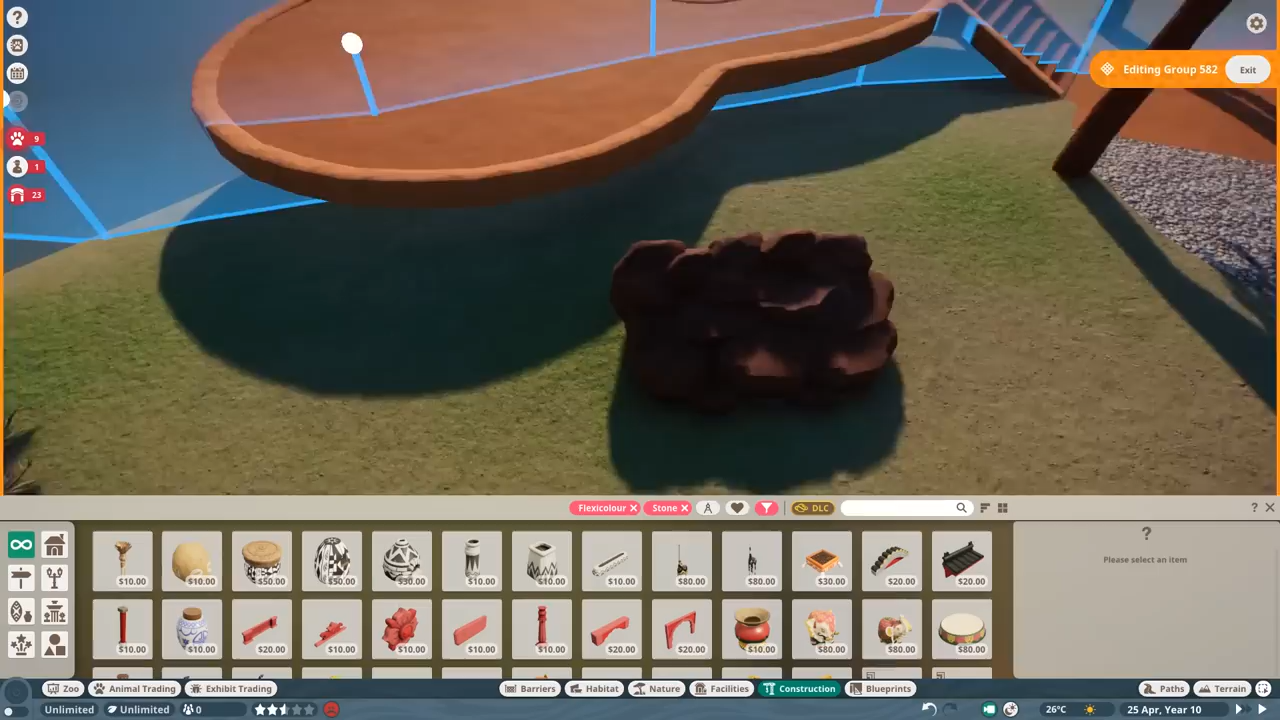 ?
Editing Group 582
Exit
9
1
23
Flexicolour ×
Stone ×
DLC
? ×
$10.00
$10.00
$50.00
$50.00
$30.00
$10.00
$10.00
$10.00
$80.00
$80.00
$30.00
$20.00
$20.00
?
Please select an item
$10.00
$10.00
$20.00
$10.00
$10.00
$10.00
$10.00
$20.00
$20.00
$10.00
$80.00
$80.00
$80.00
Zoo
Animal Trading
Exhibit Trading
Barriers
Habitat
Nature
Facilities
Construction
Blueprints
Paths
Terrain
Unlimited
Unlimited
0
26°C
25 Apr, Year 10